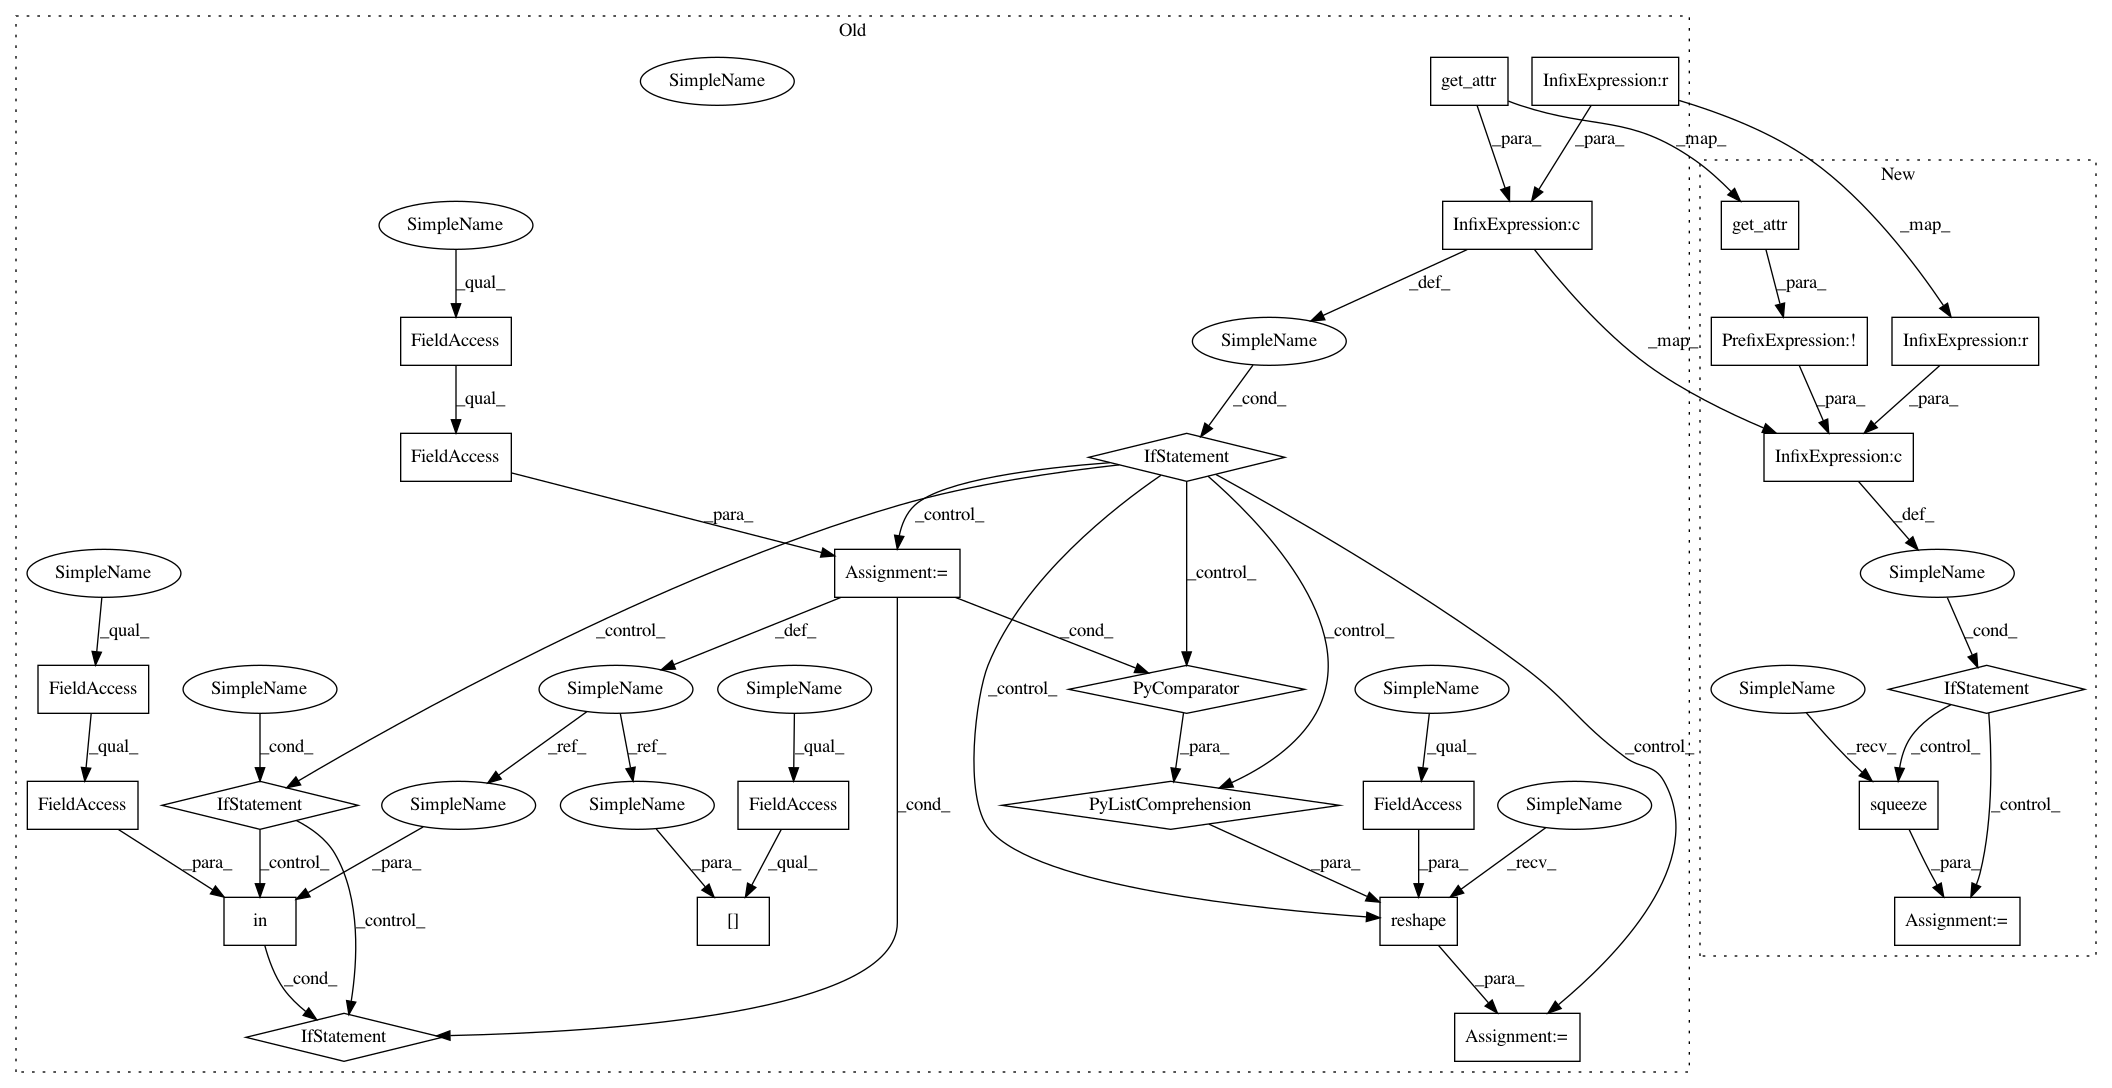 Old
SimpleName
get_attr
InfixExpression:r
_para_
_para_
_map_
New
SimpleName
InfixExpression:c
get_attr
_map_
_qual_
_def_
_para_
FieldAccess
SimpleName
_map_
PrefixExpression:!
InfixExpression:r
_qual_
_cond_
_para_
_para_
FieldAccess
IfStatement
InfixExpression:c
_para_
_control_
_def_
SimpleName
Assignment:=
_control_
SimpleName
_qual_
_control_
_def_
_cond_
_control_
_cond_
FieldAccess
SimpleName
SimpleName
SimpleName
PyComparator
SimpleName
SimpleName
IfStatement
_control_
_qual_
_cond_
_ref_
_ref_
_qual_
_para_
_qual_
_control_
_recv_
_control_
FieldAccess
IfStatement
SimpleName
SimpleName
FieldAccess
PyListComprehension
FieldAccess
SimpleName
squeeze
_control_
_cond_
_para_
_control_
_para_
_para_
_qual_
_para_
_para_
_recv_
_para_
in
_control_
[]
reshape
Assignment:=
_cond_
_para_
IfStatement
Assignment:=